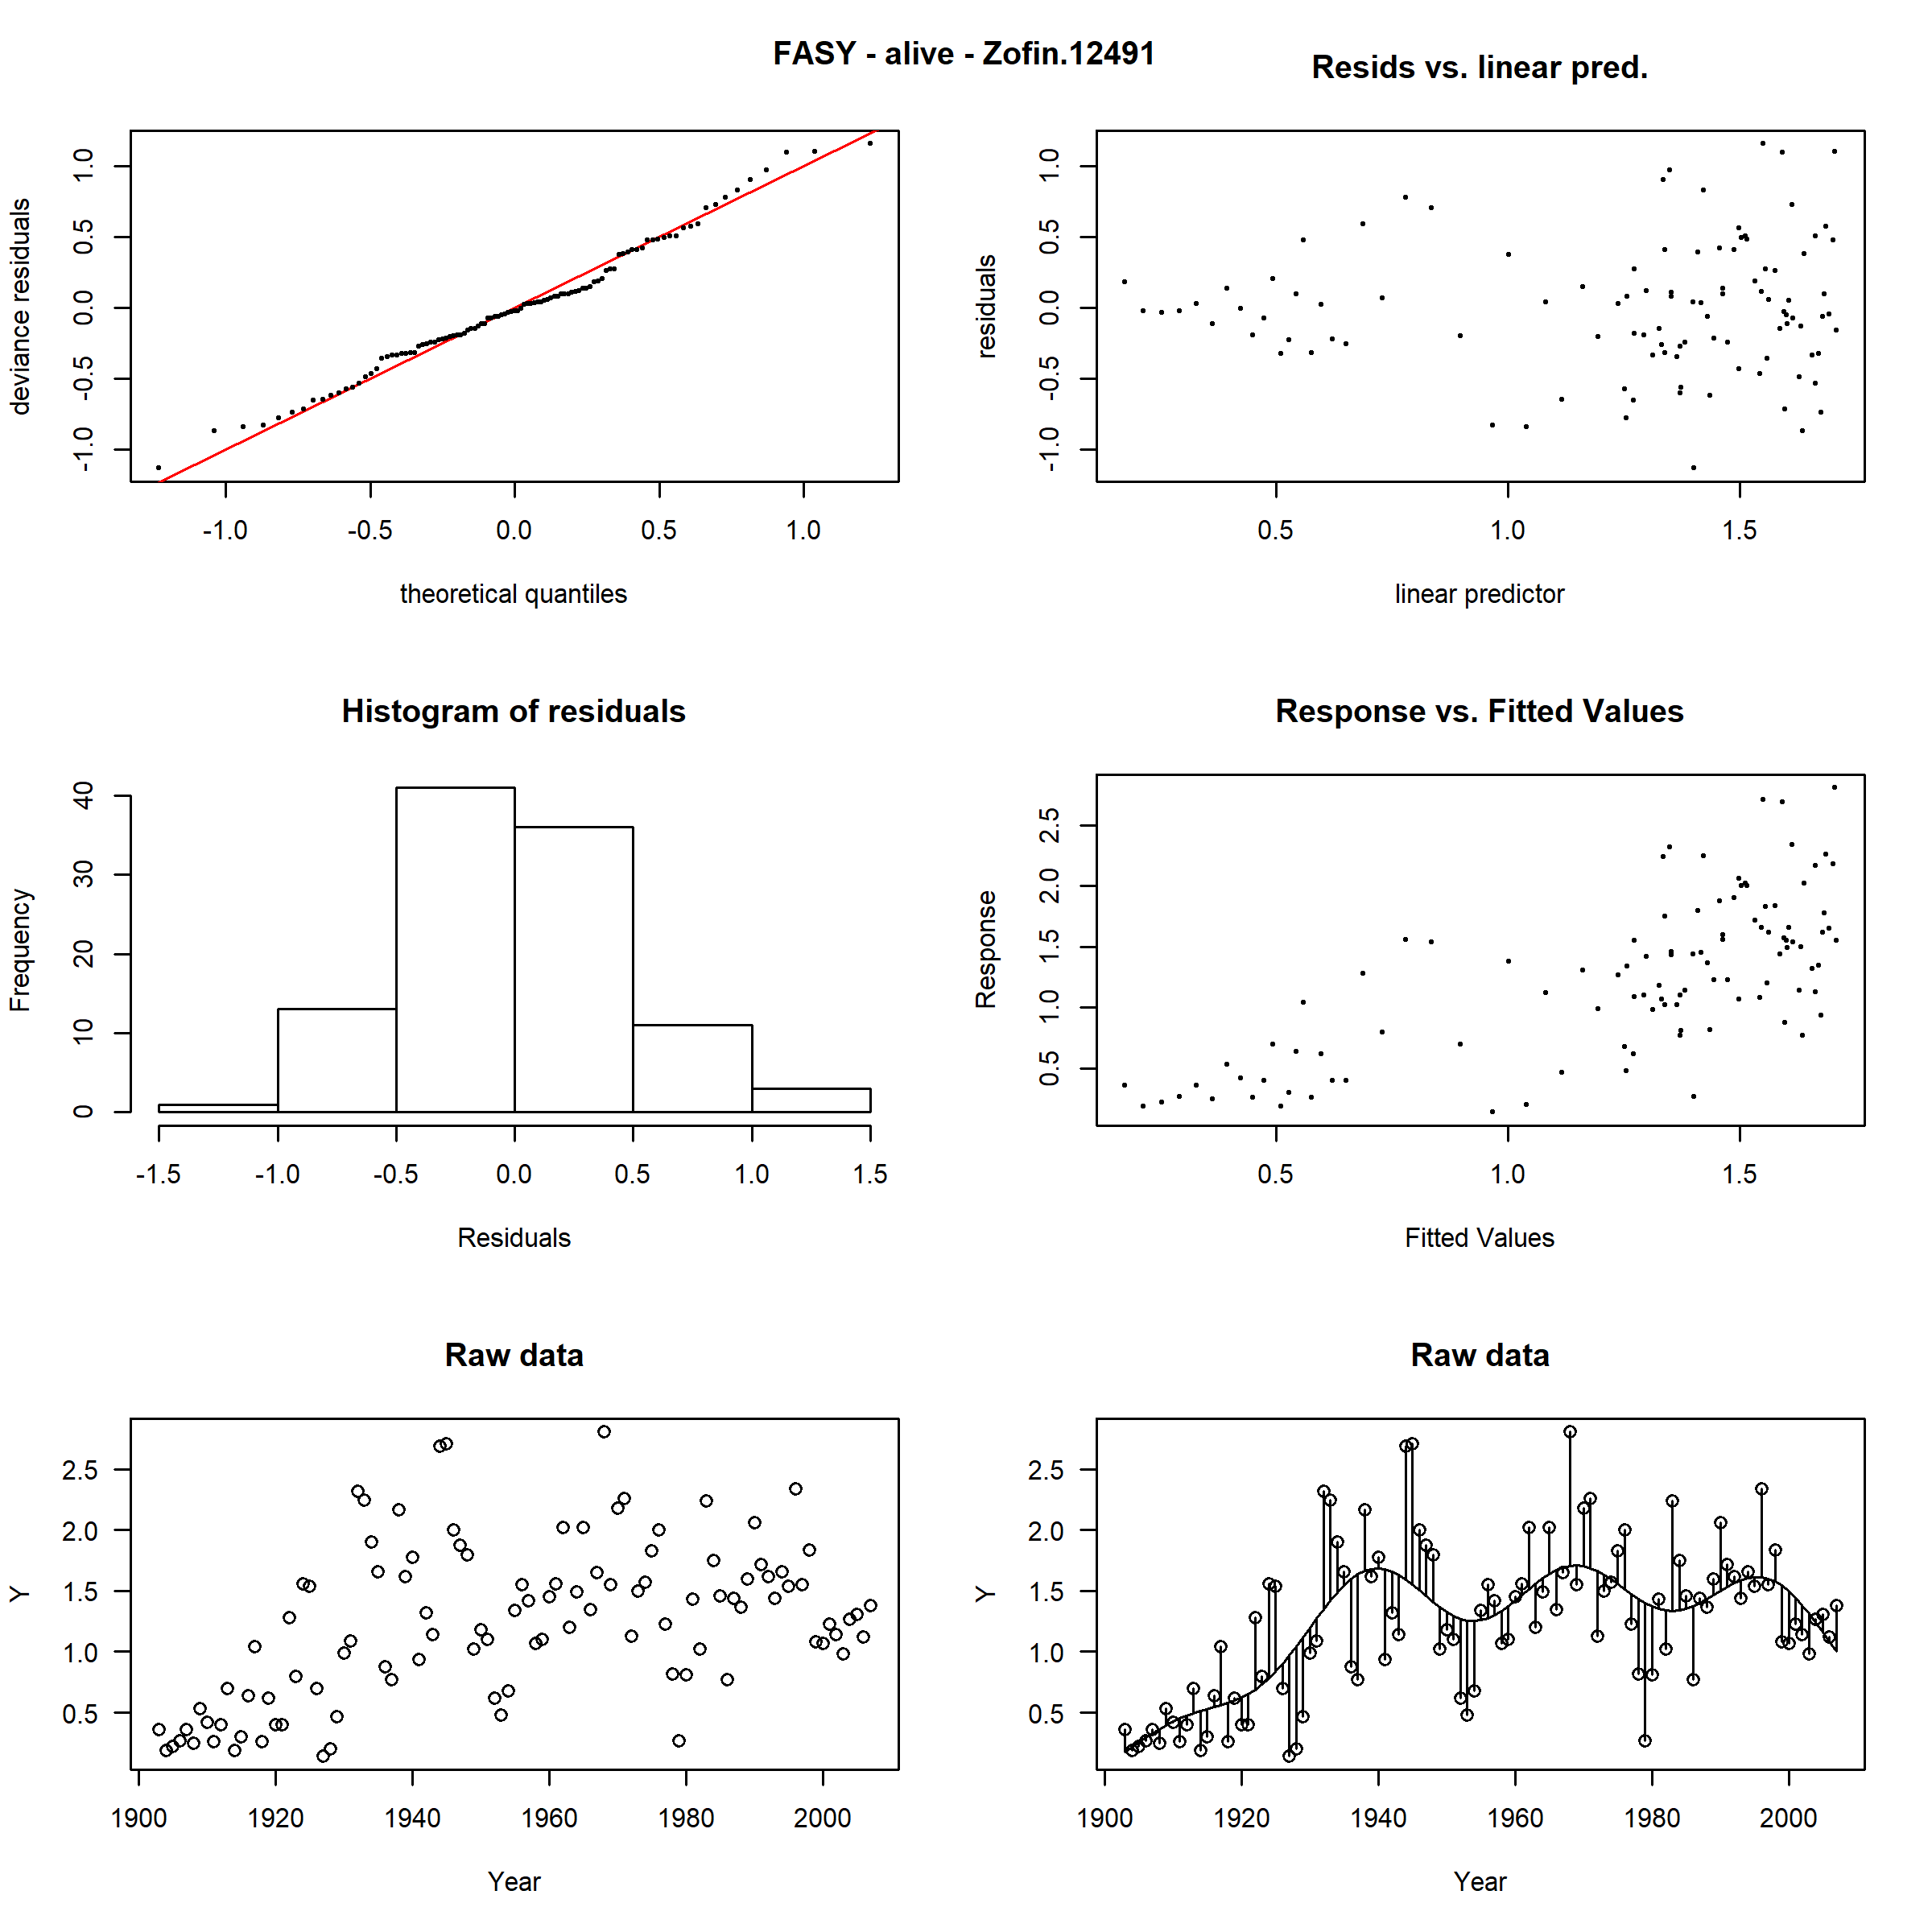 FASY - alive - Zofin.12491
deviance residuals
1.0
0.5
0.0
-0.5
-1.0
-1.0 -0.5 0.0 0.5 1.0
theoretical quantiles
Resids vs. linear pred.
residuals
1.0
0.5
0.0
-0.5
-1.0
0.5 1.0 1.5
linear predictor
Histogram of residuals
Frequency
40
30
20
10
0
-1.5 -1.0 -0.5 0.0 0.5 1.0 1.5
Residuals
Response vs. Fitted Values
Response
2.5
2.0
1.5
1.0
0.5
0.5 1.0 1.5
Fitted Values
Raw data
Y
2.5
2.0
1.5
1.0
0.5
1900 1920 1940 1960 1980 2000
Year
Raw data
Y
2.5
2.0
1.5
1.0
0.5
1900 1920 1940 1960 1980 2000
Year